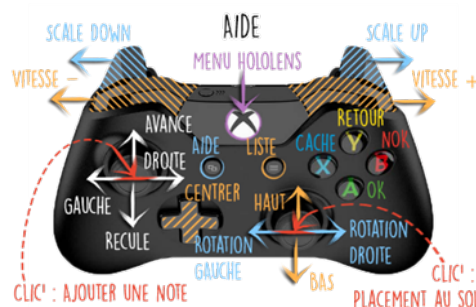 AIDE
SCALE DOWN
SCALE UP
MENU HOLOLENS
VITESSE -
VITESSE +
AVANCE
RETOUR
Y
AIDE
LISTE
CACHE
X
NOK
B
DROITE
A OK
GAUCHE
CENTRER
HAUT
RECULE
ROTATION
GAUCHE
ROTATION
DROITE
BAS
CLIC' : AJOUTER UNE NOTE
CLIC' :
PLACEMENT AU